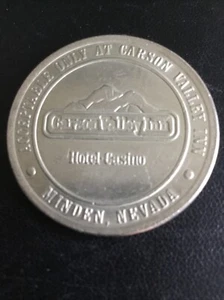 ACCEPTABLE ONLY AT CARSON VALLEY INN
Carson Valley Inn
Hotel-Casino
MINDEN, NEVADA